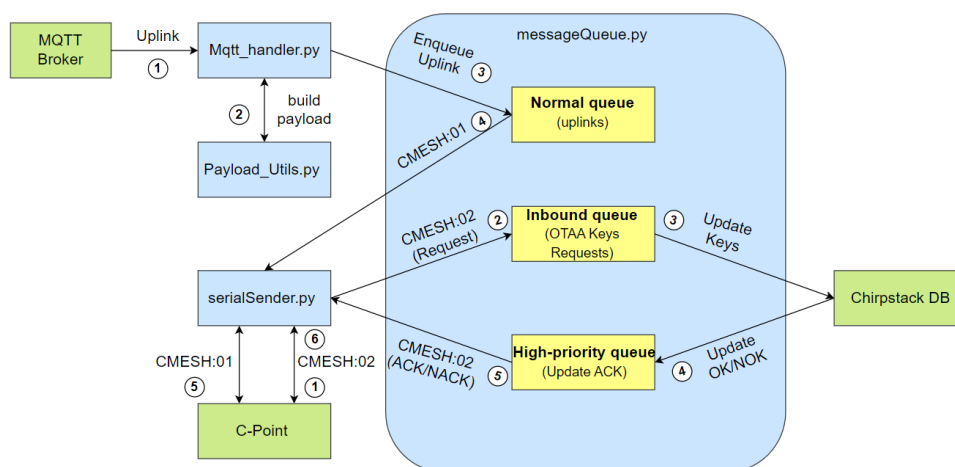 MQTT
Broker
Uplink
1
Mqtt_handler.py
2
build
payload
Payload_Utils.py
messageQueue.py
Enqueue
Uplink
3
Normal queue
(uplinks)
CMESH:01
4
CMESH:02
(Request)
2
Inbound queue
(OTAA Keys
Requests)
3
Update
Keys
serialSender.py
Chirpstack DB
CMESH:02
(ACK/NACK)
5
High-priority queue
(Update ACK)
4
Update
OK/NOK
CMESH:01
5
6
CMESH:02
1
C-Point